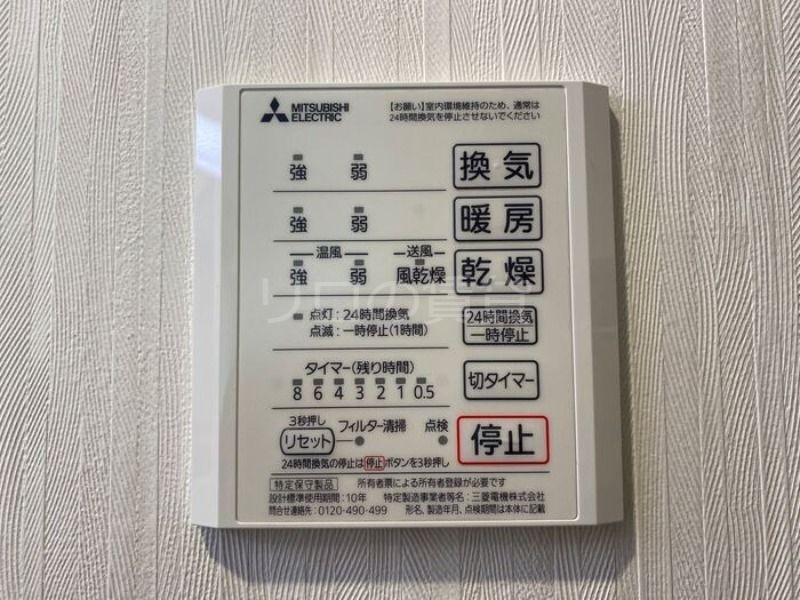 MITSUBISHI
ELECTRIC
【お願い】室内環境維持のため、通常は
24時間換気を停止させないでください
強 弱 換気
強 弱 暖房
温風 送風
強 弱 風乾燥 乾燥
点灯:24時間換気
点滅:一時停止(1時間)
24時間換気
一時停止
タイマー(残り時間)
8 6 4 3 2 1 0.5
切タイマー
3秒押し
リセット フィルター清掃 点検 停止
24時間換気の停止は停止ボタンを3秒押し
特定保守製品 所有者票による所有者登録が必要です
設計標準使用期間:10年 特定製造事業者等名:三菱電機株式会社
問合せ連絡先:0120-490-499 形名、製造年月、点検期間は本体に記載
リロの賃貸